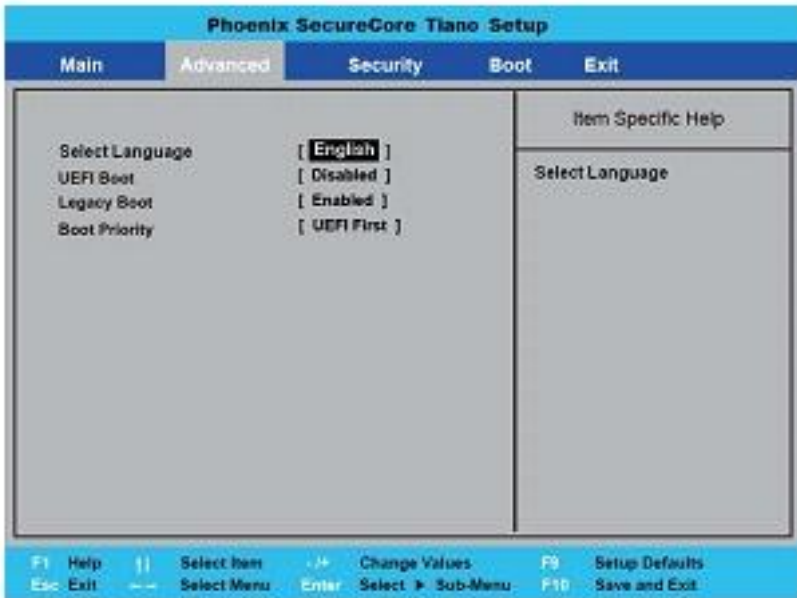 Phoenix SecureCore Tiano Setup
Main Advanced Security Boot Exit
Item Specific Help
Select Language [ English ]
UEFI Boot [ Disabled ]
Legacy Boot [ Enabled ]
Boot Priority [ UEFI First ]
Select Language
F1 Help ↑↓ Select Item -/+ Change Values F9 Setup Defaults
Esc Exit ←→ Select Menu Enter Select ▶ Sub-Menu F10 Save and Exit